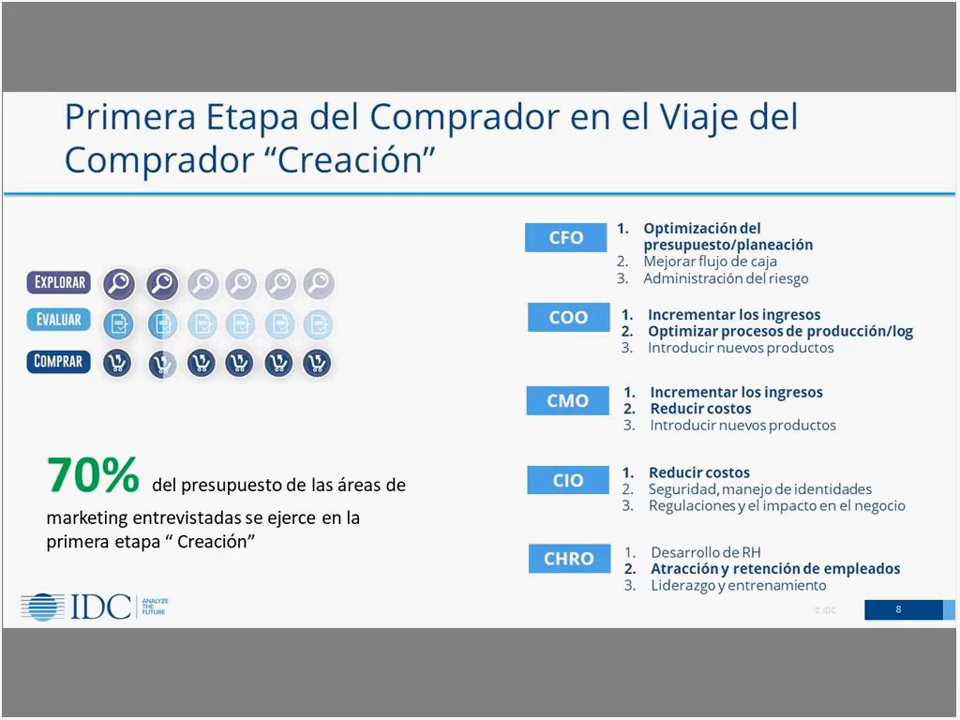 Primera Etapa del Comprador en el Viaje del
Comprador “Creación”
EXPLORAR
EVALUAR
COMPRAR
70% del presupuesto de las áreas de
marketing entrevistadas se ejerce en la
primera etapa “ Creación”
CFO
1. Optimización del
presupuesto/planeación
2. Mejorar flujo de caja
3. Administración del riesgo
COO
1. Incrementar los ingresos
2. Optimizar procesos de producción/log
3. Introducir nuevos productos
CMO
1. Incrementar los ingresos
2. Reducir costos
3. Introducir nuevos productos
CIO
1. Reducir costos
2. Seguridad, manejo de identidades
3. Regulaciones y el impacto en el negocio
CHRO
1. Desarrollo de RH
2. Atracción y retención de empleados
3. Liderazgo y entrenamiento
IDC
ANALYZE
THE
FUTURE
© IDC
8